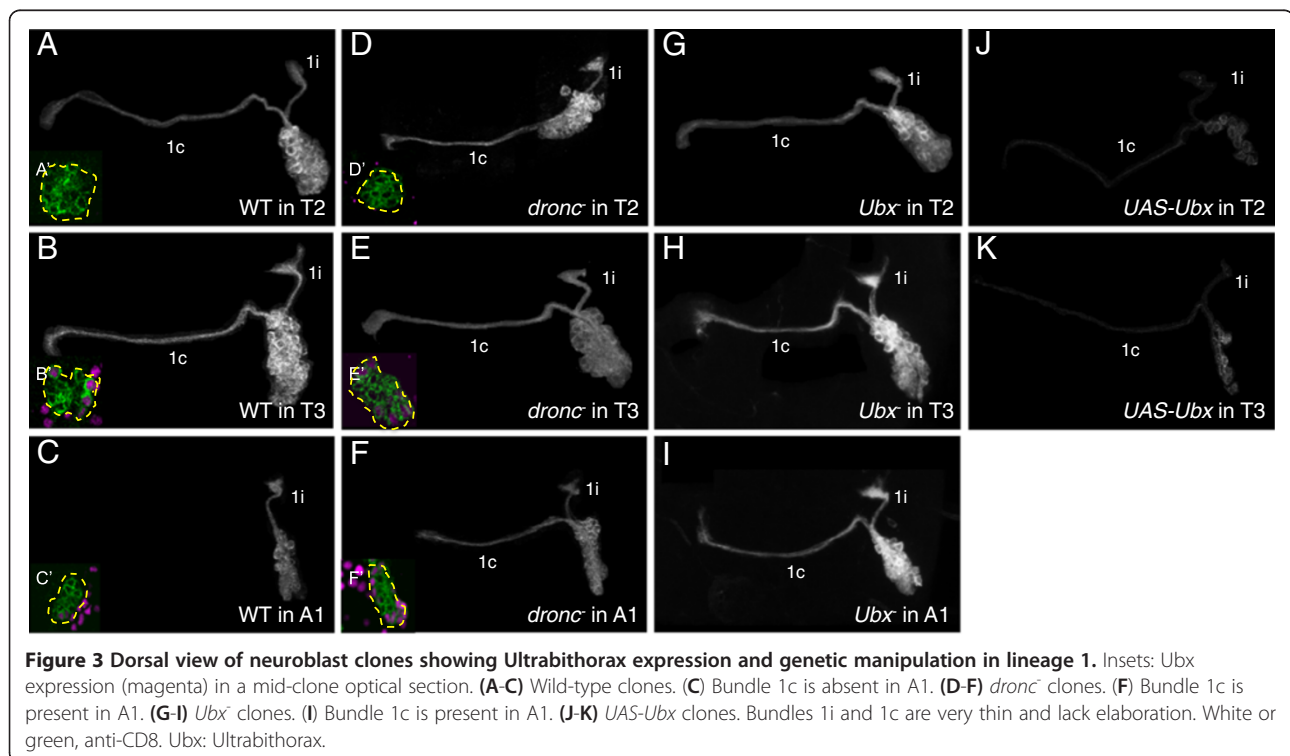 A
1i
1c
A'
WT in T2
D
1i
1c
D'
dronc⁻ in T2
G
1i
1c
Ubx⁻ in T2
J
1i
1c
UAS-Ubx in T2
B
1i
1c
B'
WT in T3
E
1i
1c
E'
dronc⁻ in T3
H
1i
1c
Ubx⁻ in T3
K
1i
1c
UAS-Ubx in T3
C
1i
C'
WT in A1
F
1i
1c
F'
dronc⁻ in A1
I
1i
1c
Ubx⁻ in A1
Figure 3 Dorsal view of neuroblast clones showing Ultrabithorax expression and genetic manipulation in lineage 1. Insets: Ubx
expression (magenta) in a mid-clone optical section. (A-C) Wild-type clones. (C) Bundle 1c is absent in A1. (D-F) dronc⁻ clones. (F) Bundle 1c is
present in A1. (G-I) Ubx⁻ clones. (I) Bundle 1c is present in A1. (J-K) UAS-Ubx clones. Bundles 1i and 1c are very thin and lack elaboration. White or
green, anti-CD8. Ubx: Ultrabithorax.